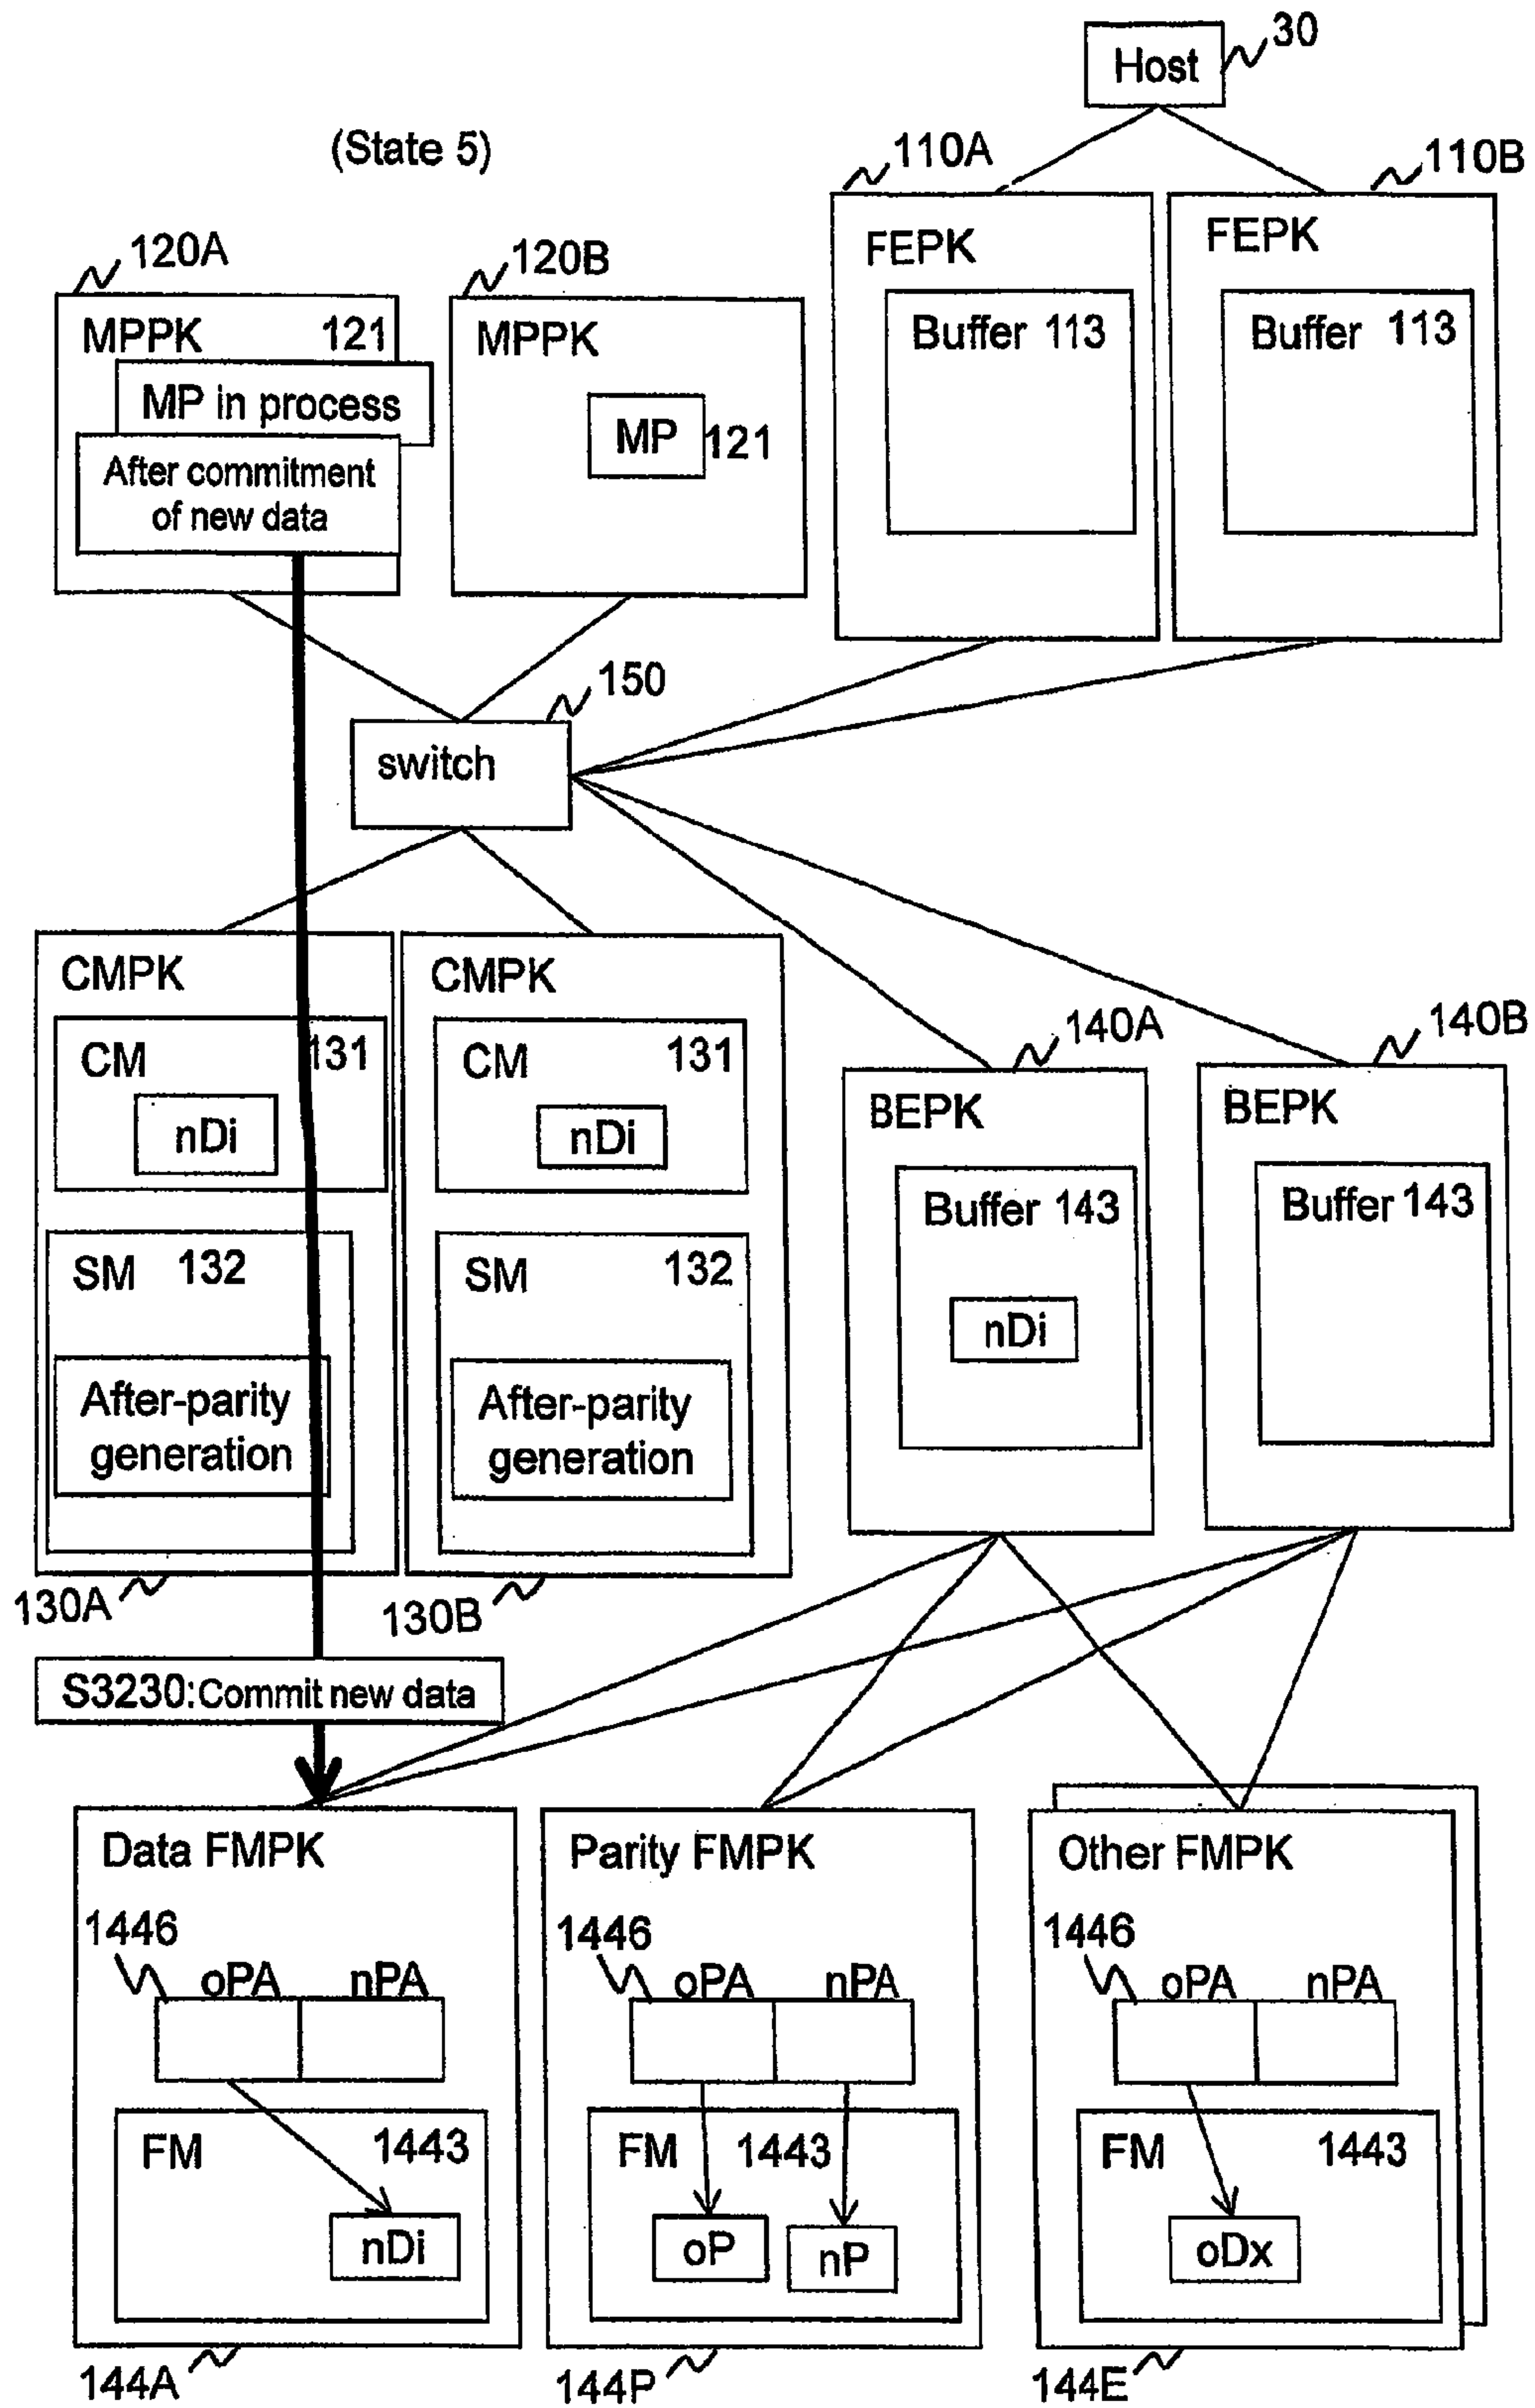 Host
30
(State 5)
110A
110B
120A
120B
FEPK
Buffer 113
FEPK
Buffer 113
MPPK 121
MP in process
After commitment
of new data
MPPK
MP 121
150
switch
CMPK
CM 131
nDi
SM 132
After-parity
generation
CMPK
CM 131
nDi
SM 132
After-parity
generation
140A
140B
BEPK
Buffer 143
nDi
BEPK
Buffer 143
130A
130B
S3230:Commit new data
Data FMPK
1446
oPA nPA
FM 1443
nDi
Parity FMPK
1446
oPA nPA
FM 1443
oP
nP
Other FMPK
1446
oPA nPA
FM 1443
oDx
144A
144P
144E